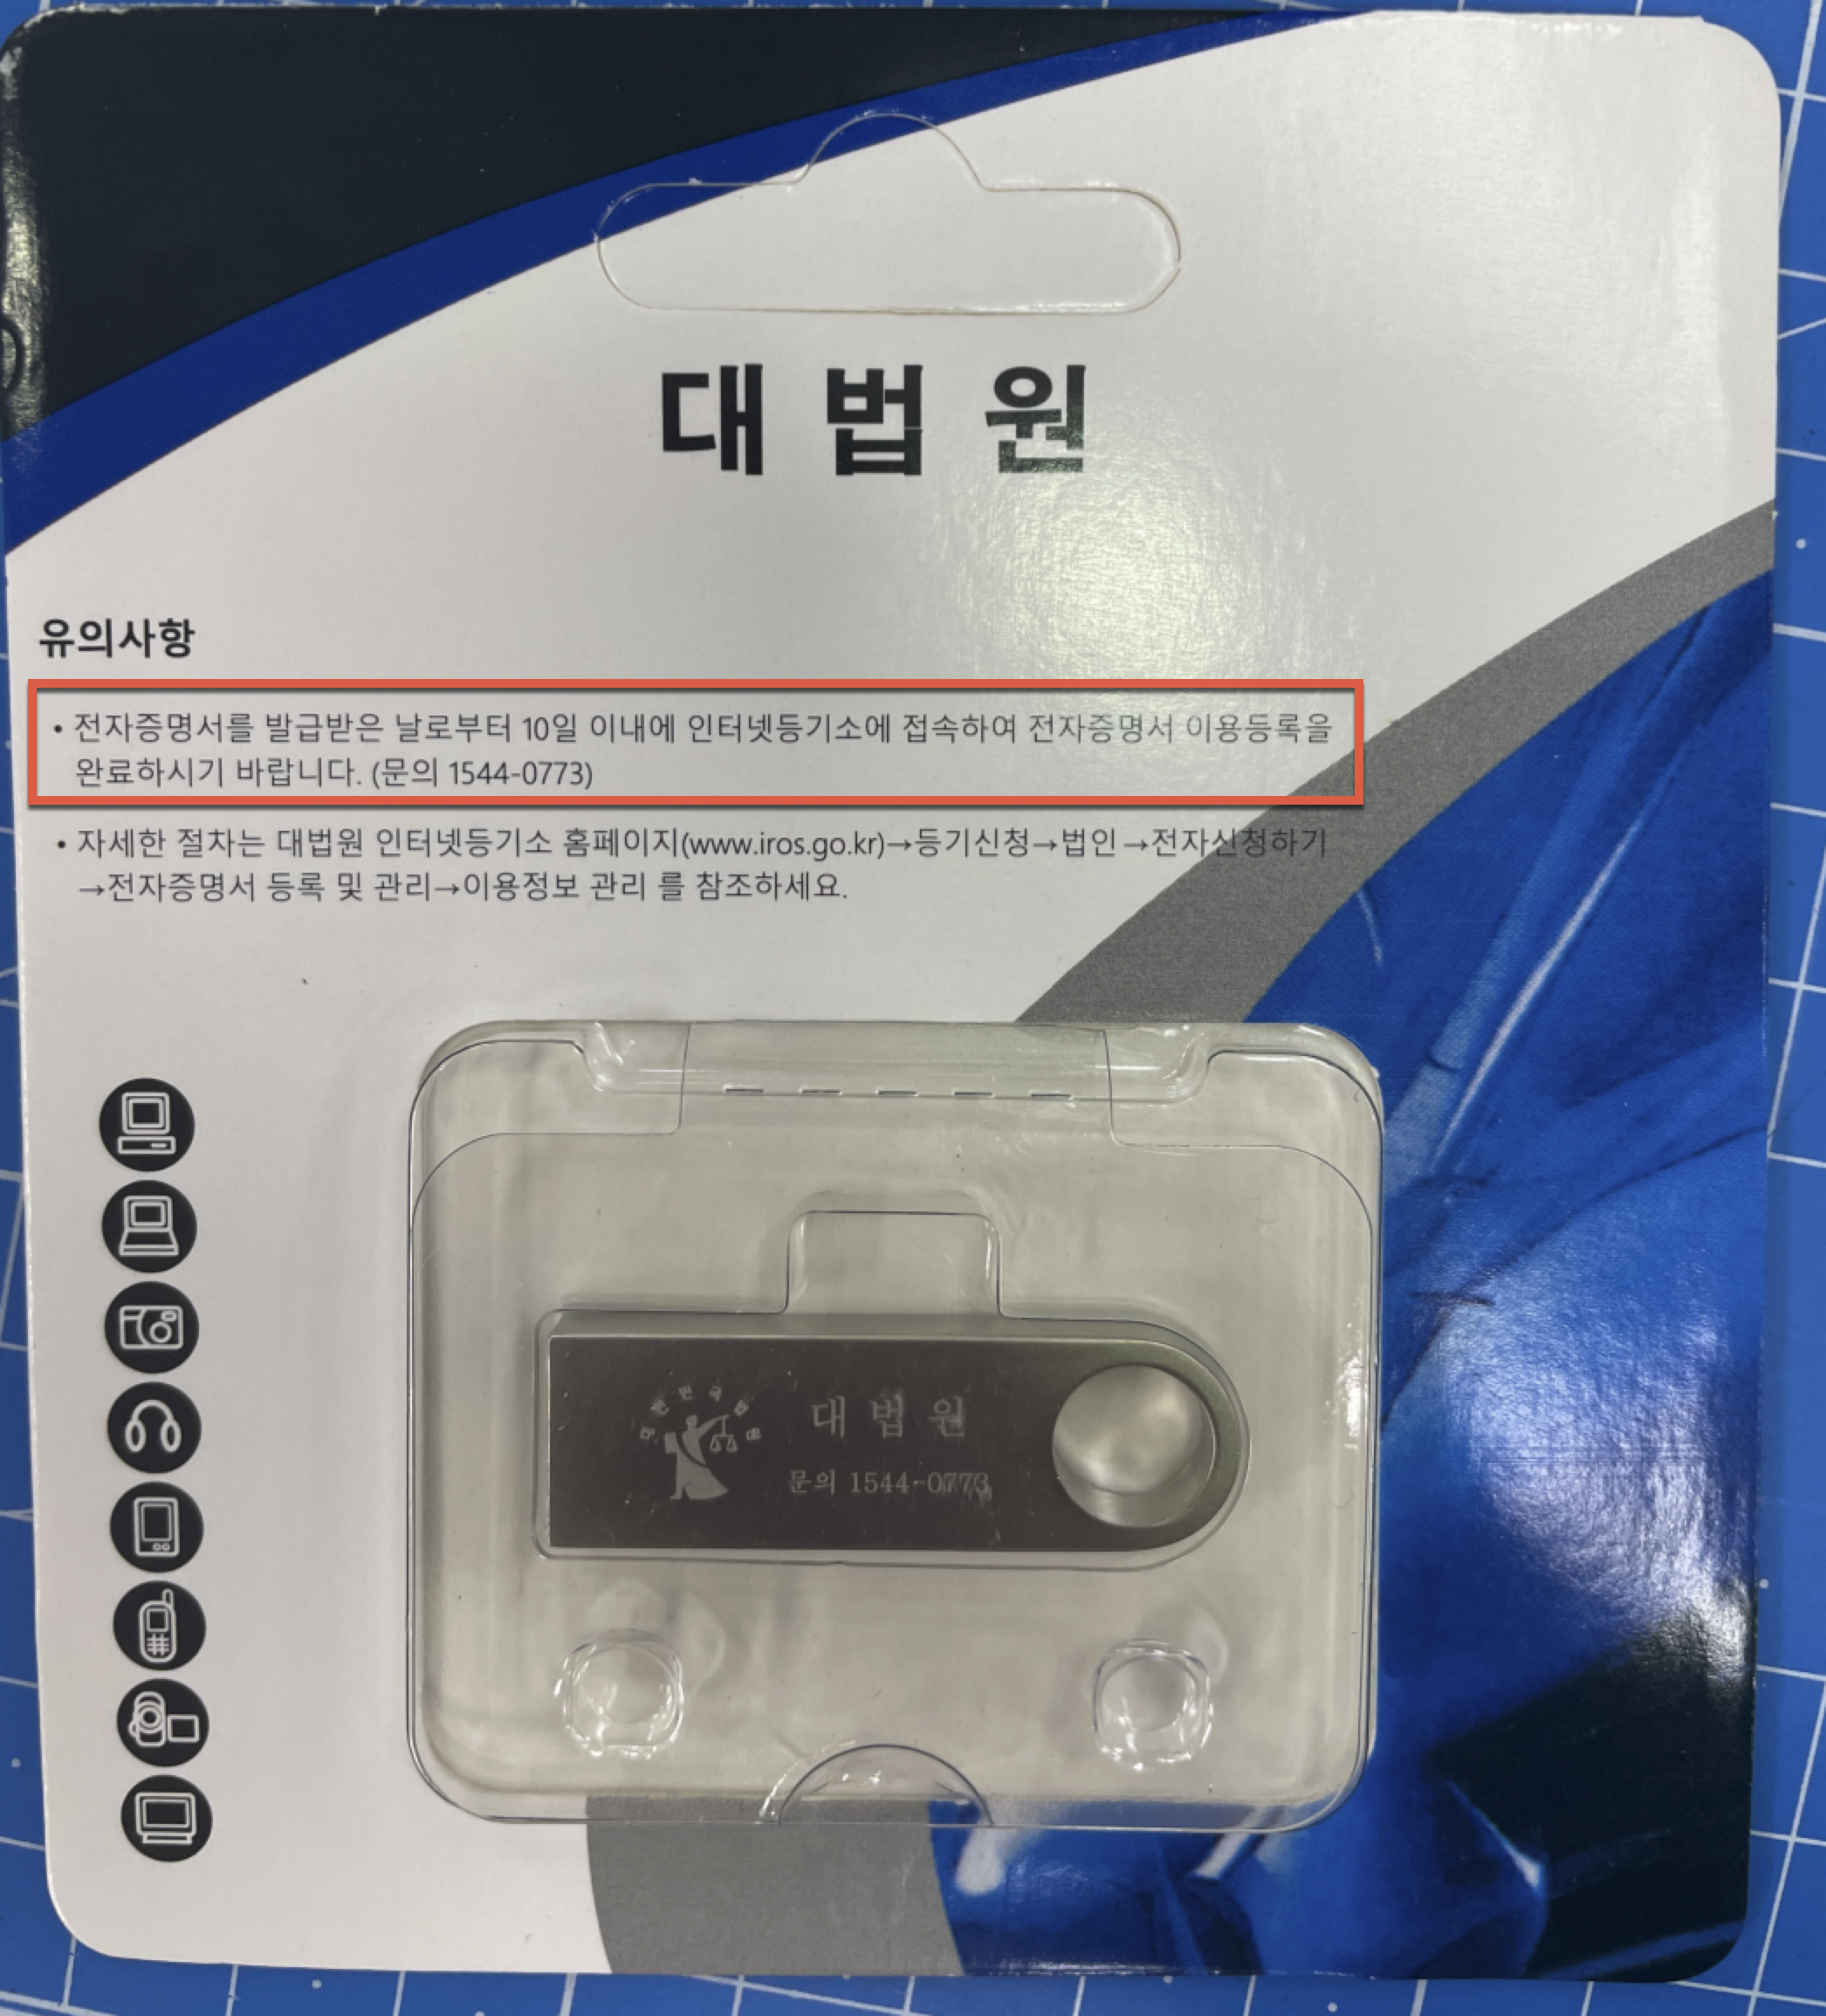 대 법 원
유의사항
• 전자증명서를 발급받은 날로부터 10일 이내에 인터넷등기소에 접속하여 전자증명서 이용등록을
완료하시기 바랍니다. (문의 1544-0773)
• 자세한 절차는 대법원 인터넷등기소 홈페이지(www.iros.go.kr)→등기신청→법인→전자신청하기
→전자증명서 등록 및 관리→이용정보 관리 를 참조하세요.
대한민국법원
대 법 원
문의 1544-0773